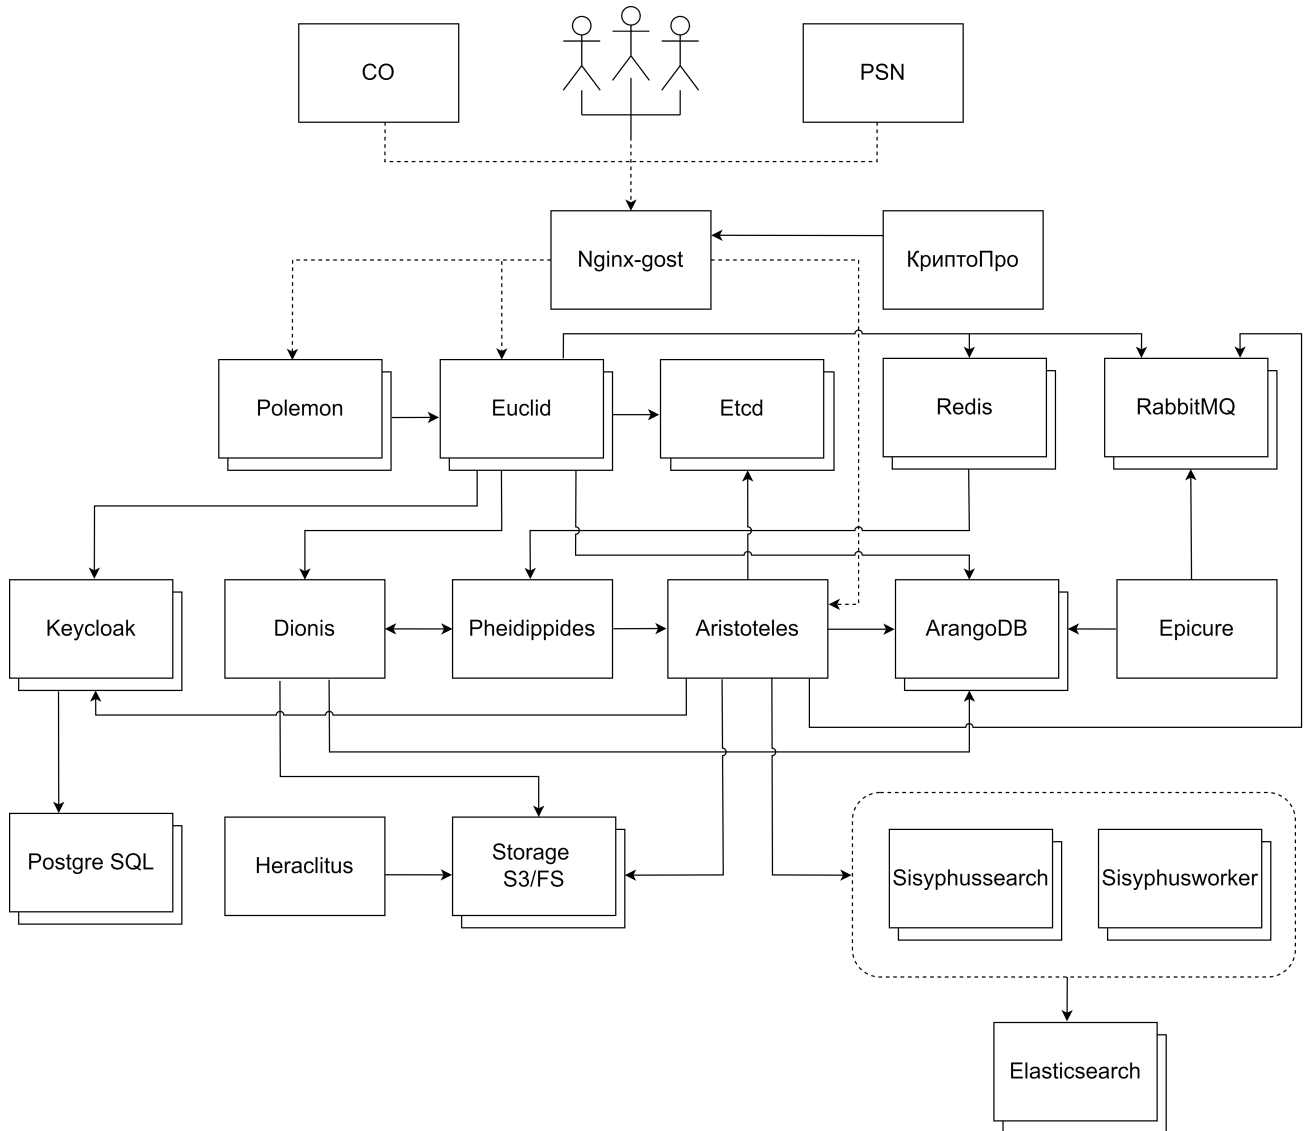 CO
PSN
Nginx-gost
КриптоПро
Polemon
Euclid
Etcd
Redis
RabbitMQ
Keycloak
Dionis
Pheidippides
Aristoteles
ArangoDB
Epicure
Postgre SQL
Heraclitus
Storage
S3/FS
Sisyphussearch
Sisyphusworker
Elasticsearch